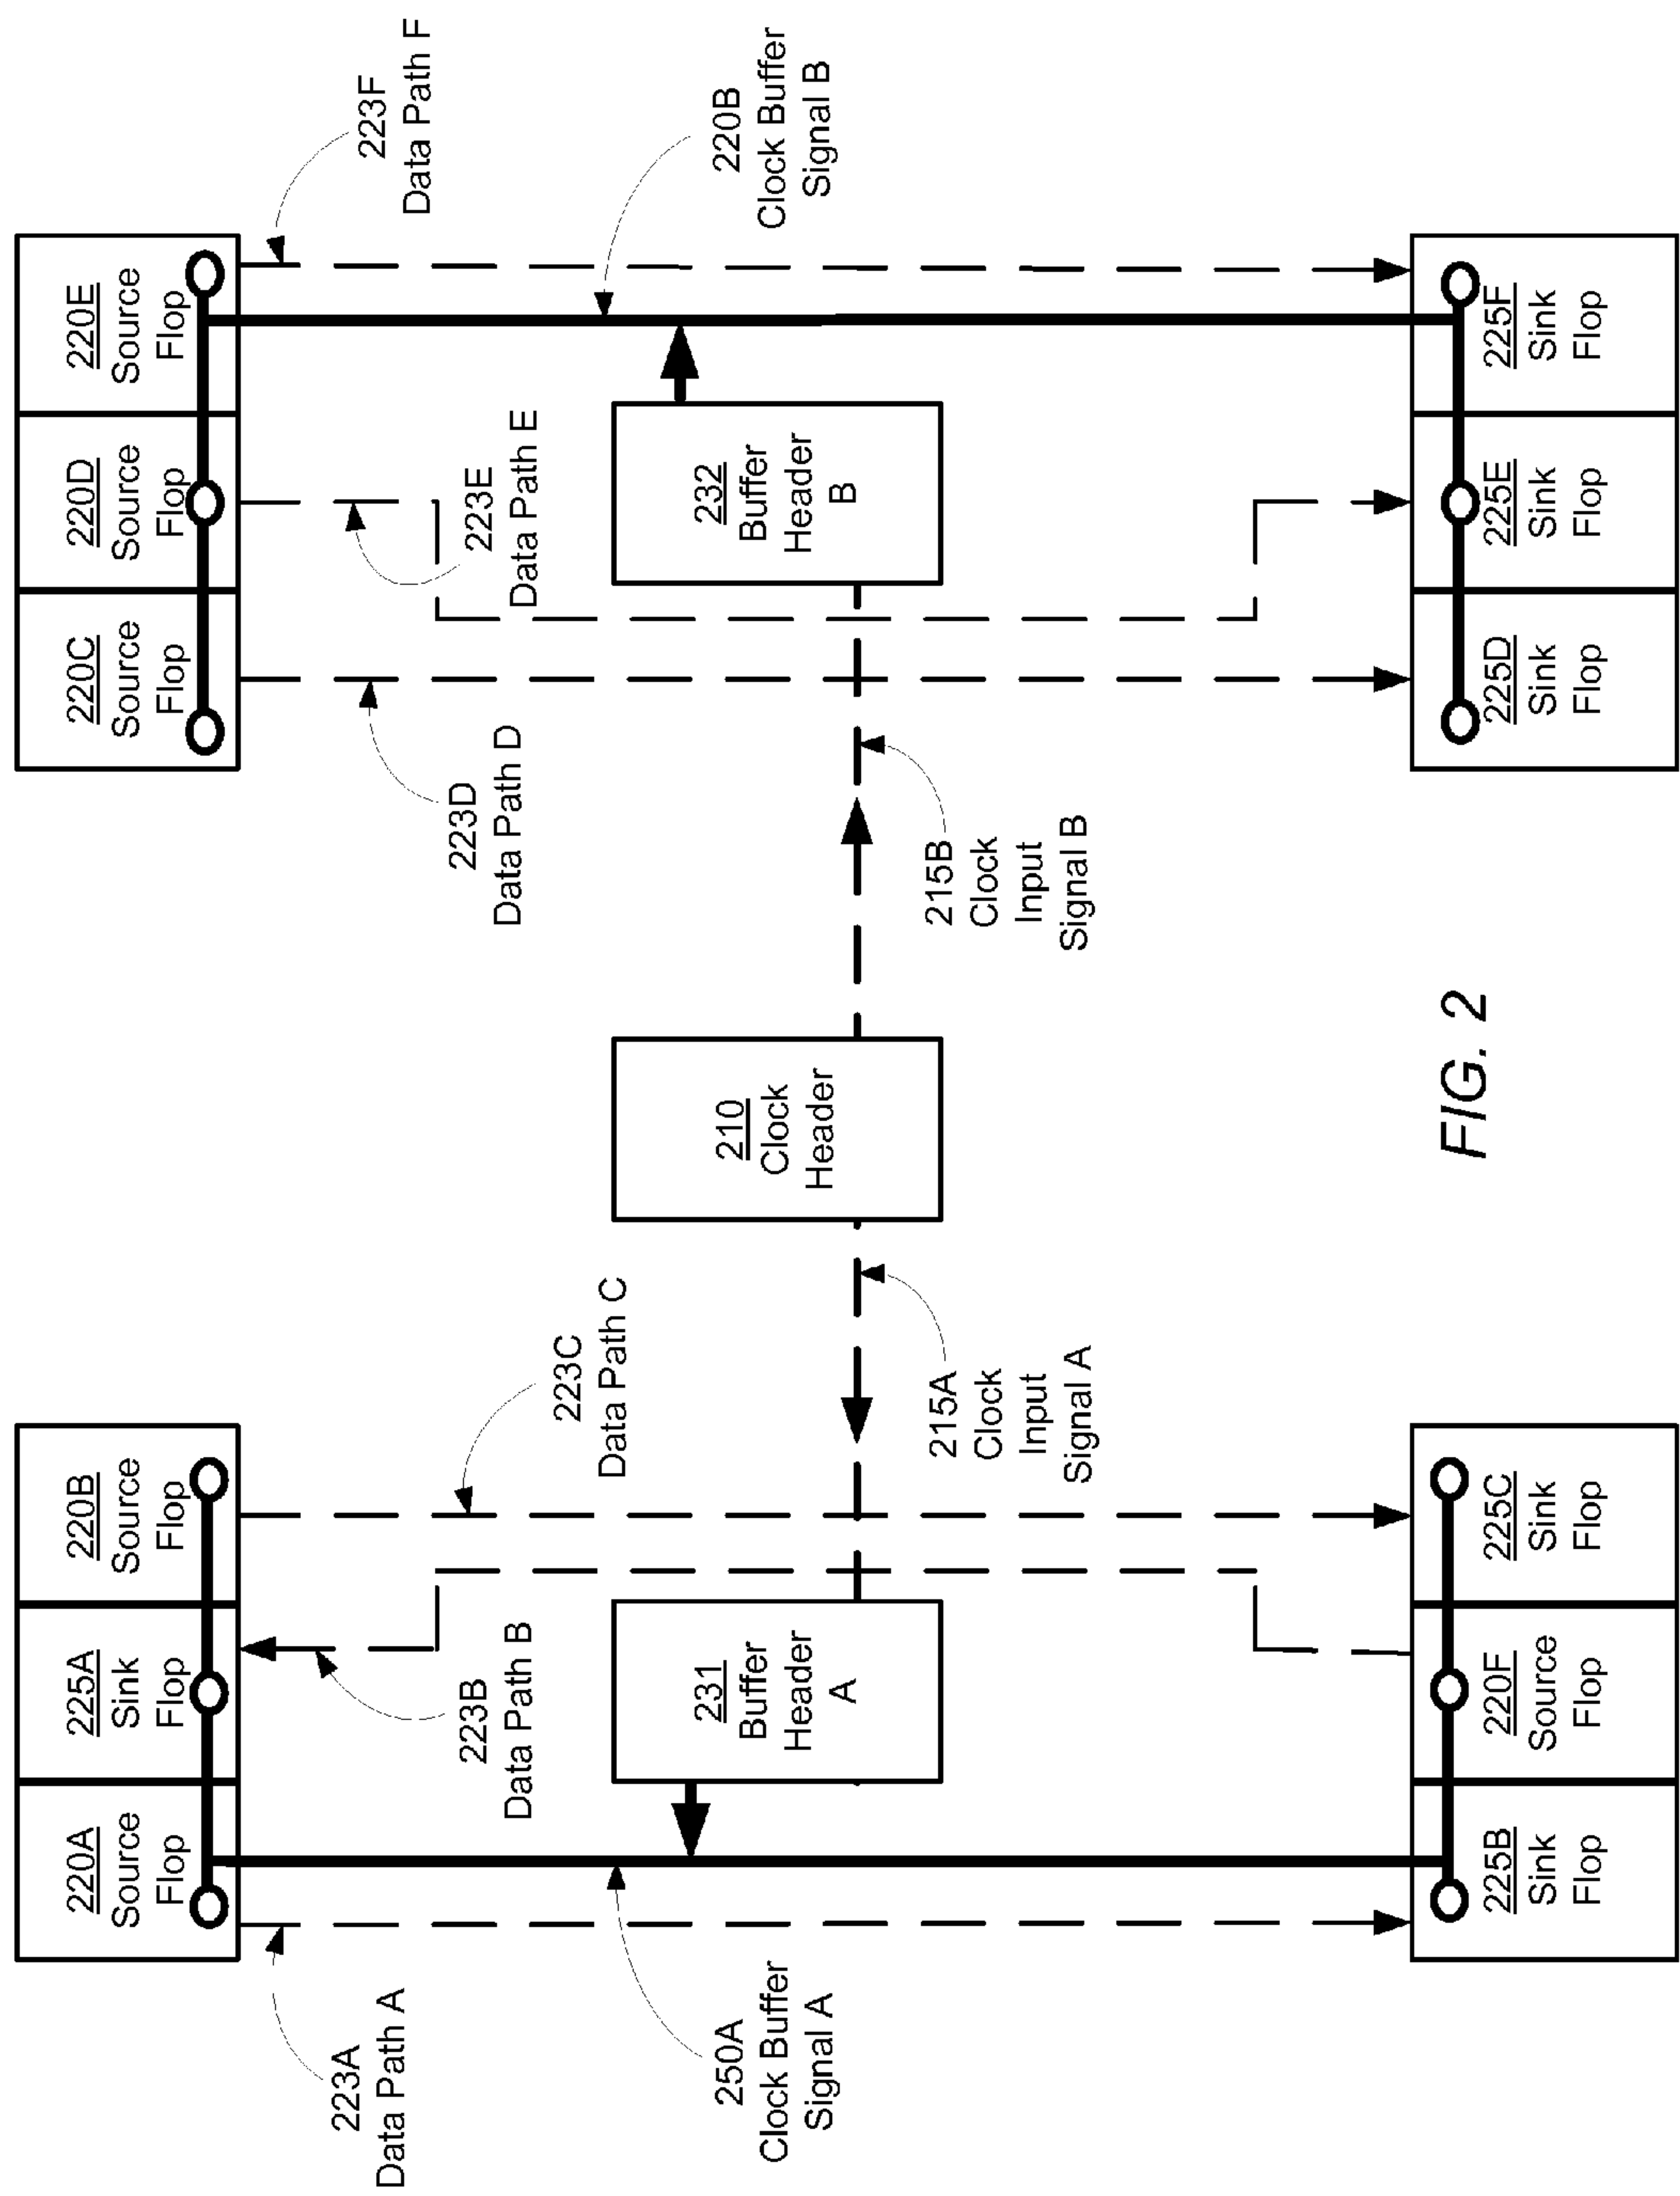 220A
Source
Flop
225A
Sink
Flop
220B
Source
Flop
220C
Source
Flop
220D
Source
Flop
220E
Source
Flop
223A
Data Path A
223B
Data Path B
223C
Data Path C
223D
Data Path D
223E
Data Path E
223F
Data Path F
250A
Clock Buffer
Signal A
231
Buffer
Header
A
210
Clock
Header
232
Buffer
Header
B
220B
Clock Buffer
Signal B
215A
Clock
Input
Signal A
215B
Clock
Input
Signal B
225B
Sink
Flop
220F
Source
Flop
225C
Sink
Flop
225D
Sink
Flop
225E
Sink
Flop
225F
Sink
Flop
FIG. 2